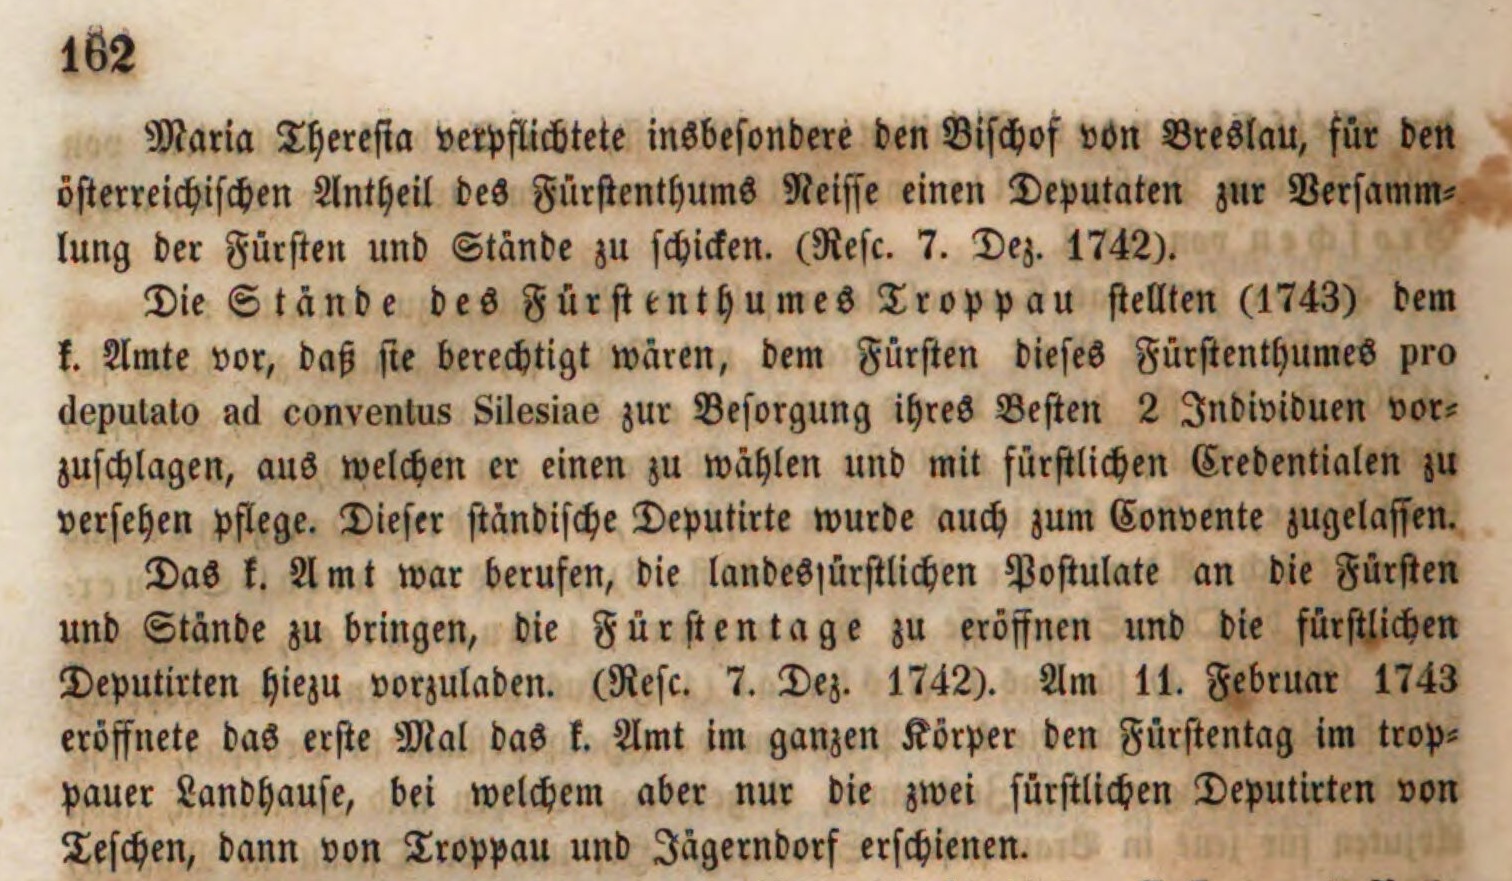 162
Maria Theresia verpflichtete insbesondere den Bischof von Breslau, für den
österreichischen Antheil des Fürstenthums Neisse einen Deputaten zur Versamm-
lung der Fürsten und Stände zu schicken. (Resc. 7. Dez. 1742).
Die Stände des Fürstenthumes Troppau stellten (1743) dem
k. Amte vor, daß sie berechtigt wären, dem Fürsten dieses Fürstenthumes pro
deputato ad conventus Silesiae zur Besorgung ihres Besten 2 Individuen vor-
zuschlagen, aus welchen er einen zu wählen und mit fürstlichen Credentialen zu
versehen pflege. Dieser ständische Deputirte wurde auch zum Convente zugelassen.
Das k. Amt war berufen, die landesfürstlichen Postulate an die Fürsten
und Stände zu bringen, die Fürstentage zu eröffnen und die fürstlichen
Deputirten hiezu vorzuladen. (Resc. 7. Dez. 1742). Am 11. Februar 1743
eröffnete das erste Mal das k. Amt im ganzen Körper den Fürstentag im trop-
pauer Landhause, bei welchem aber nur die zwei fürstlichen Deputirten von
Teschen, dann von Troppau und Jägerndorf erschienen.